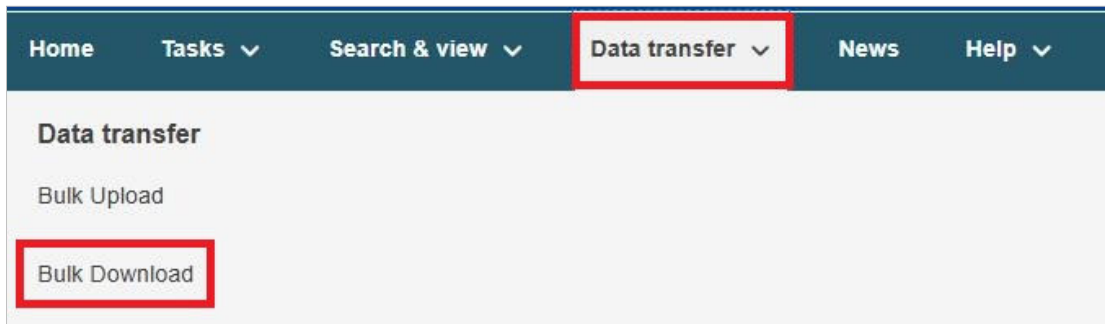 Home Tasks Search & view Data transfer News Help
Data transfer
Bulk Upload
Bulk Download